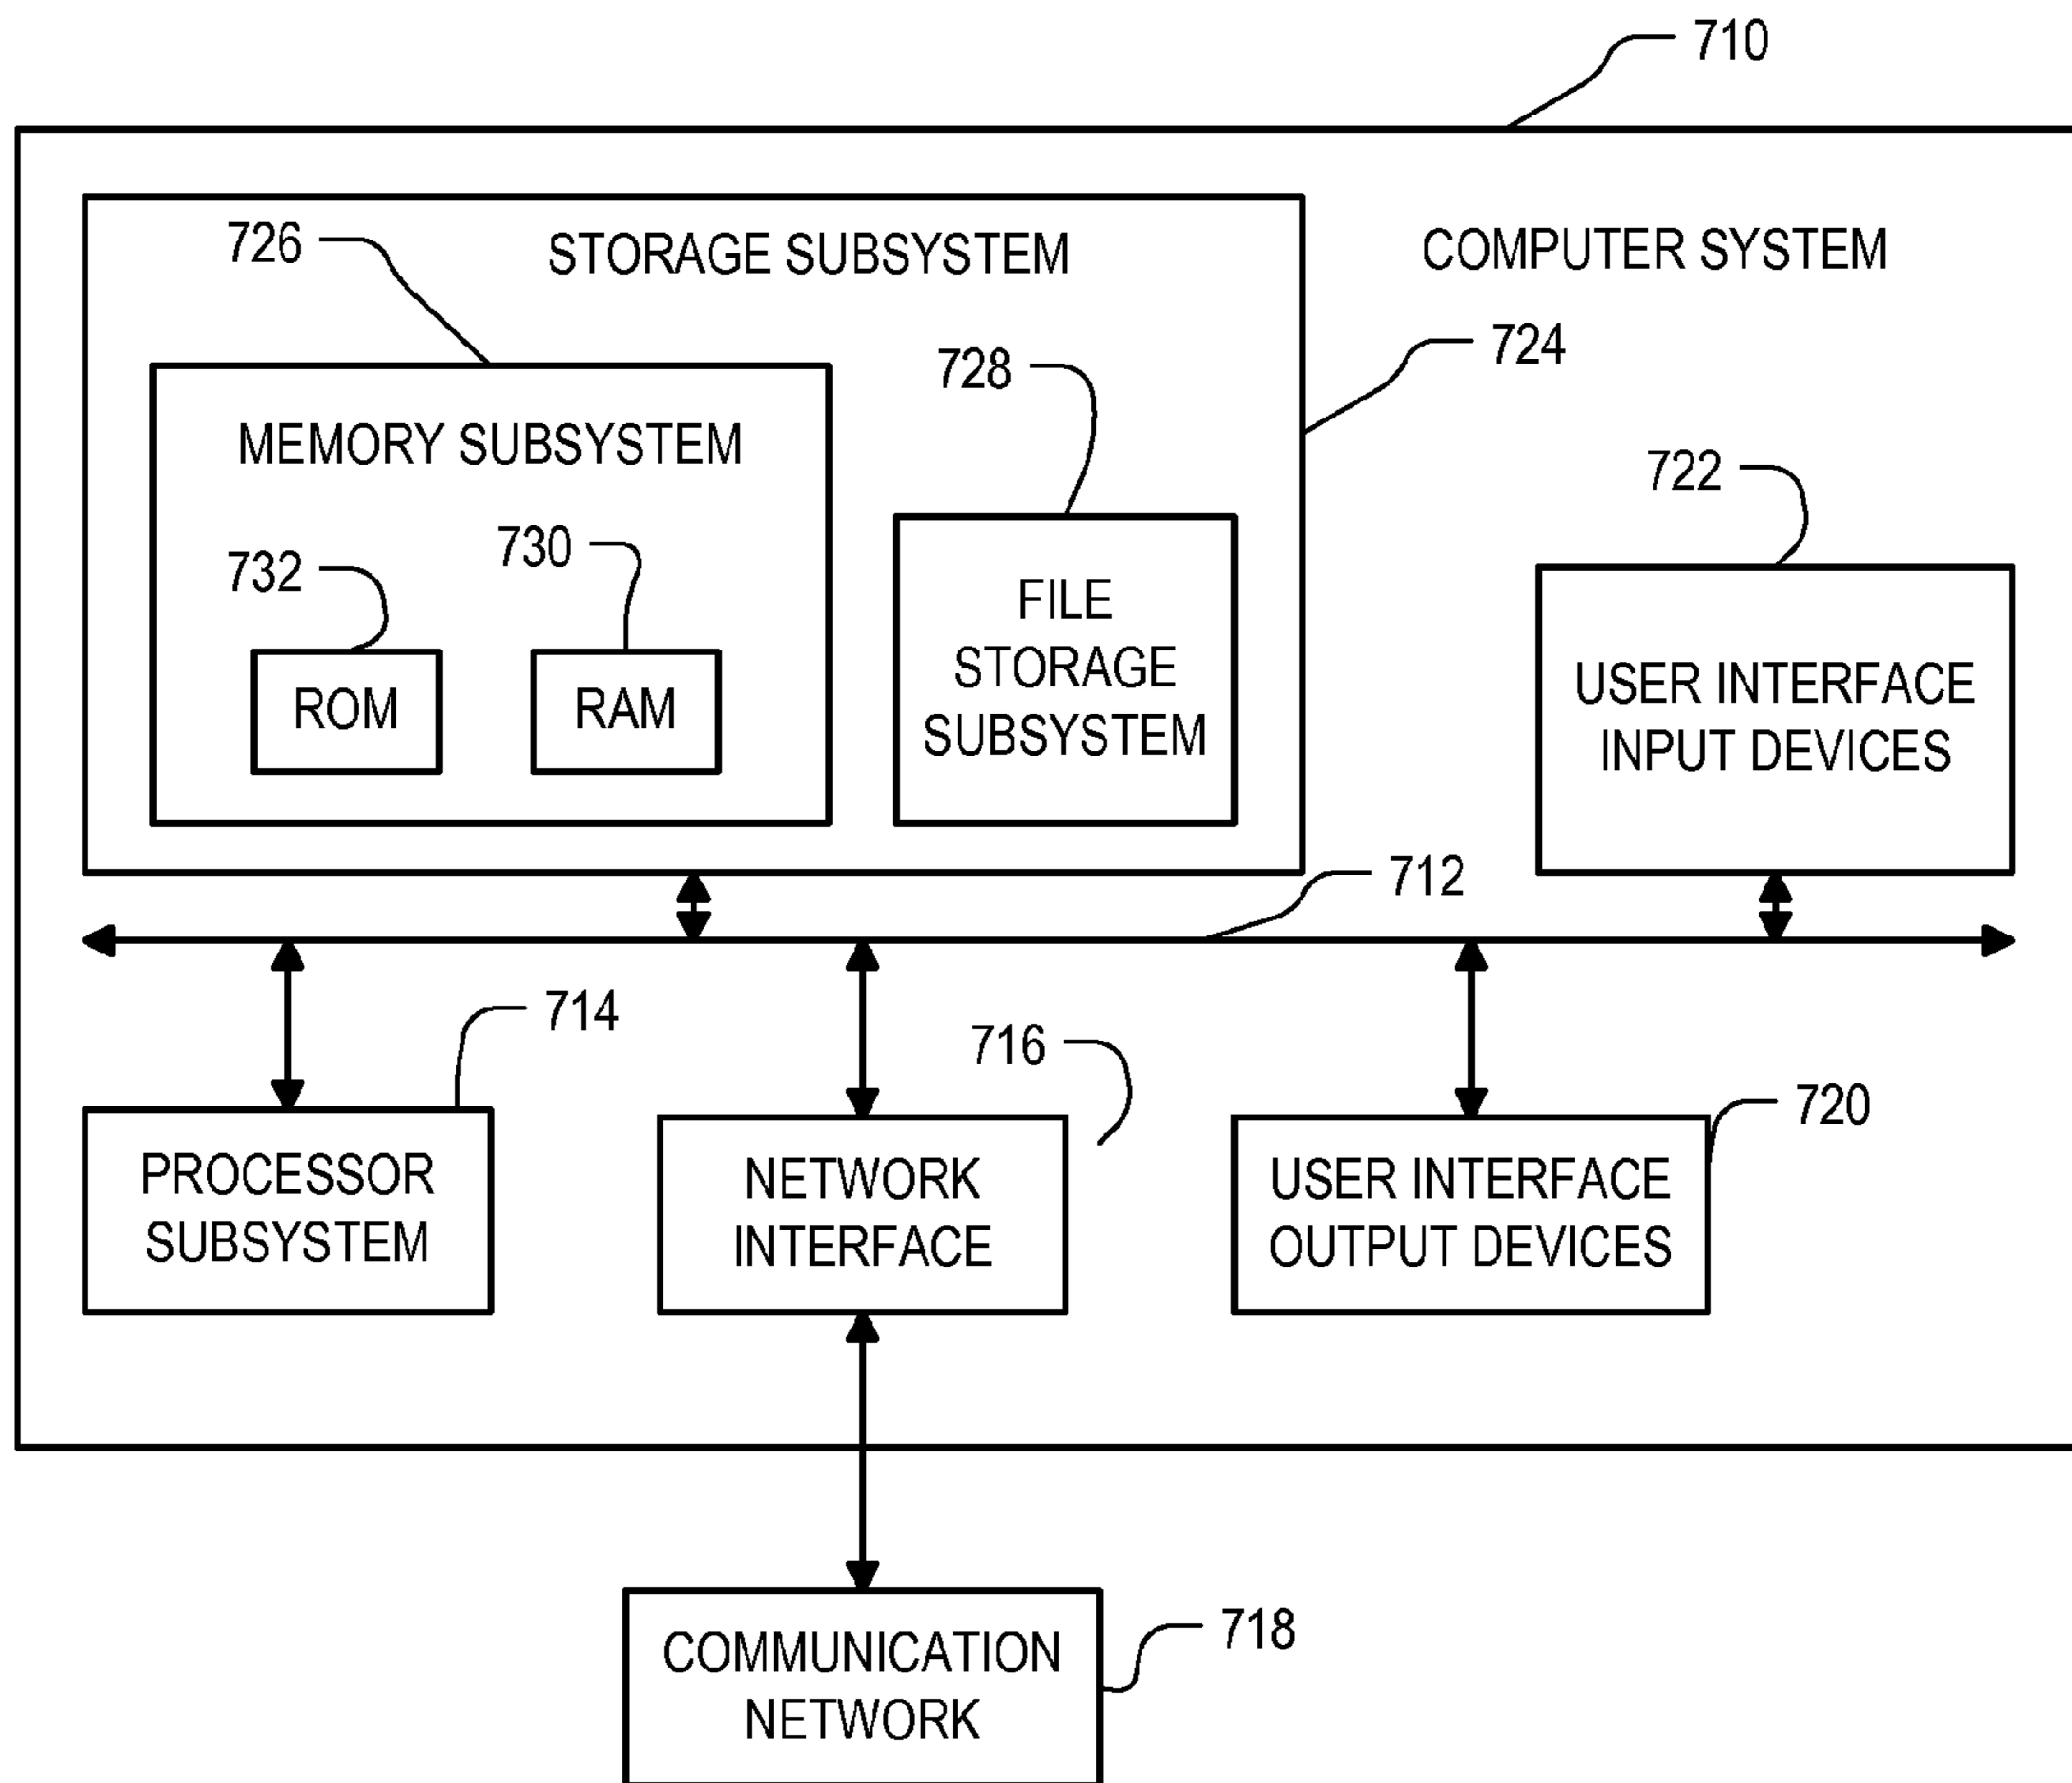 710
726
STORAGE SUBSYSTEM
COMPUTER SYSTEM
724
728
MEMORY SUBSYSTEM
722
730
732
FILE
STORAGE
SUBSYSTEM
ROM
RAM
USER INTERFACE
INPUT DEVICES
712
714
716
720
PROCESSOR
SUBSYSTEM
NETWORK
INTERFACE
USER INTERFACE
OUTPUT DEVICES
718
COMMUNICATION
NETWORK